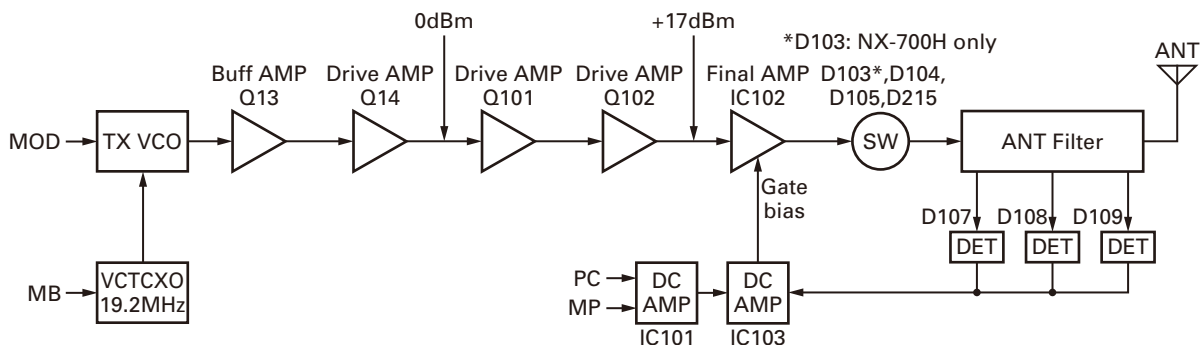 0dBm
+17dBm
*D103: NX-700H only
ANT
Buff AMP
Q13
Drive AMP
Q14
Drive AMP
Q101
Drive AMP
Q102
Final AMP
IC102
D103*,D104,
D105,D215
MOD
TX VCO
SW
ANT Filter
Gate
bias
D107
D108
D109
DET
DET
DET
MB
VCTCXO
19.2MHz
PC
MP
DC
AMP
IC101
DC
AMP
IC103